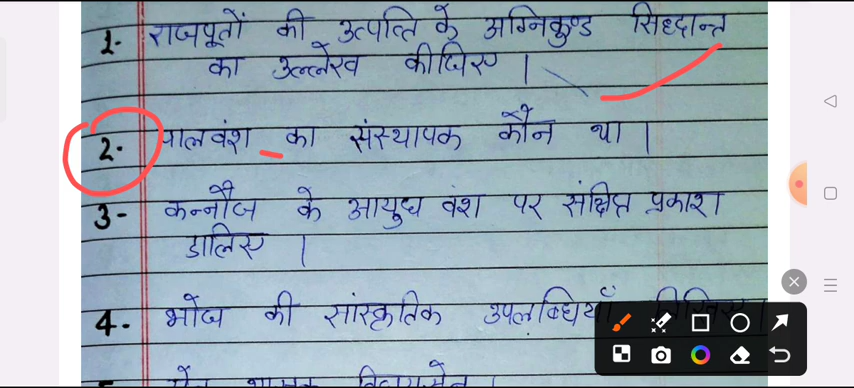 1- राजपूतों की उत्पत्ति के अग्निकुण्ड सिद्धान्त
का उल्लेख कीजिए |
2- पालवंश का संस्थापक कौन था |
3- कन्नौज के आयुध वंश पर संक्षिप्त प्रकाश
डालिए |
4- भोज की सांस्कृतिक उपलब्धियाँ